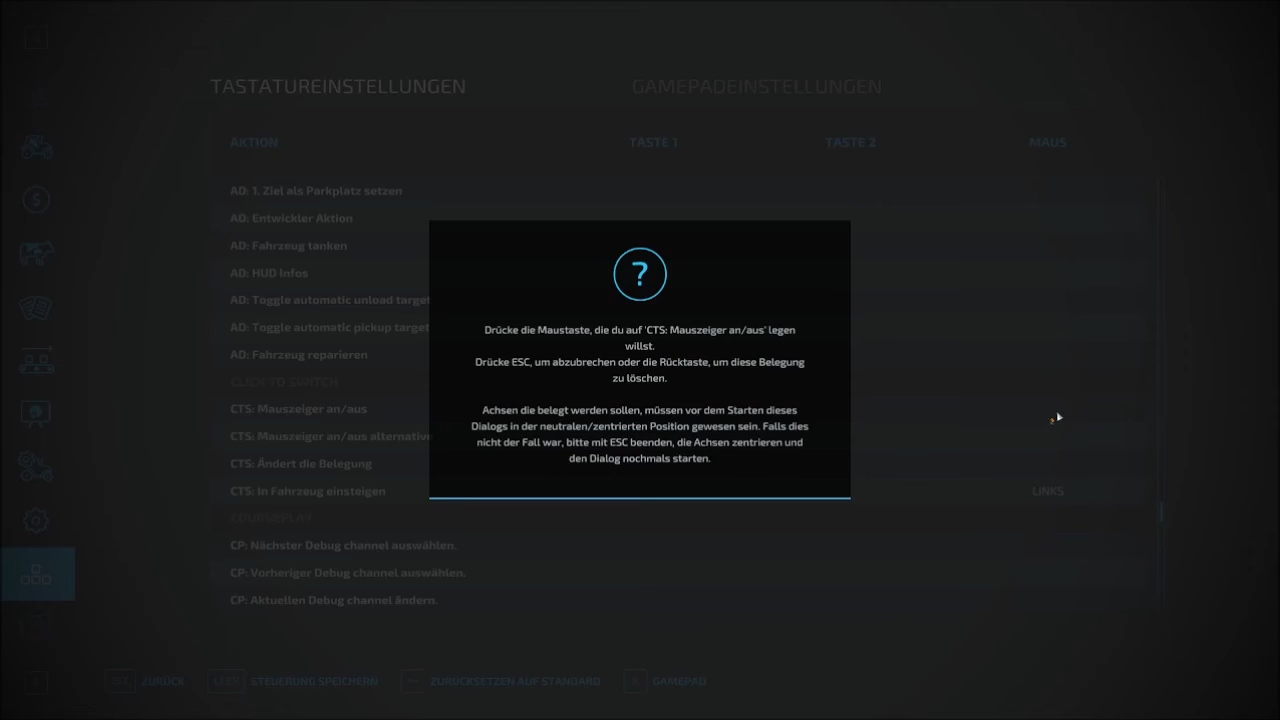 TASTATUREINSTELLUNGEN GAMEPADEINSTELLUNGEN
AKTION TASTE 1 TASTE 2 MAUS
AD: 1. Ziel als Parkplatz setzen
AD: Entwickler Aktion
AD: Fahrzeug tanken
AD: HUD Infos
AD: Toggle automatic unload target
AD: Toggle automatic pickup target
AD: Fahrzeug reparieren
CLICK TO SWITCH
CTS: Mauszeiger an/aus
CTS: Mauszeiger an/aus alternative
CTS: Ändert die Belegung
CTS: In Fahrzeug einsteigen LINKS
COURSEPLAY
CP: Nächster Debug channel auswählen.
CP: Vorheriger Debug channel auswählen.
CP: Aktuellen Debug channel ändern.
?
Drücke die Maustaste, die du auf 'CTS: Mauszeiger an/aus' legen
willst.
Drücke ESC, um abzubrechen oder die Rücktaste, um diese Belegung
zu löschen.
Achsen die belegt werden sollen, müssen vor dem Starten dieses
Dialogs in der neutralen/zentrierten Position gewesen sein. Falls dies
nicht der Fall war, bitte mit ESC beenden, die Achsen zentrieren und
den Dialog nochmals starten.
ESC ZURÜCK LEER STEUERUNG SPEICHERN ZURÜCKSETZEN AUF STANDARD X GAMEPAD